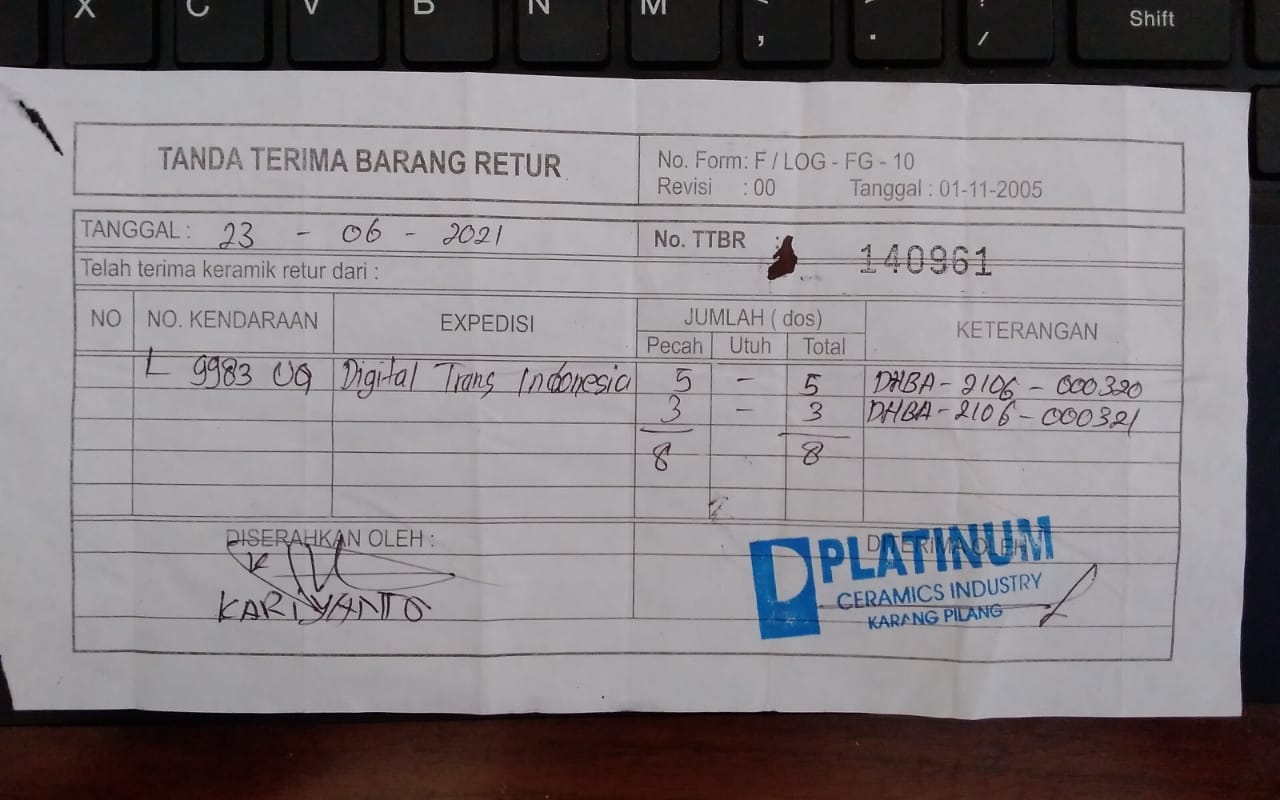 X C V B N M < > ?
, . / Shift
TANDA TERIMA BARANG RETUR
No. Form: F / LOG - FG - 10
Revisi : 00 Tanggal : 01-11-2005
TANGGAL : 23 - 06 - 2021
No. TTBR 140961
Telah terima keramik retur dari :
NO NO. KENDARAAN EXPEDISI JUMLAH ( dos) KETERANGAN
Pecah Utuh Total
L 9983 UQ Digital Trans Indonesia 5 - 5 DHBA - 2106 - 000320
3 - 3 DHBA - 2106 - 000321
8 8
DISERAHKAN OLEH : DITERIMA OLEH
KARIYANTO
PLATINUM
CERAMICS INDUSTRY
KARANG PILANG